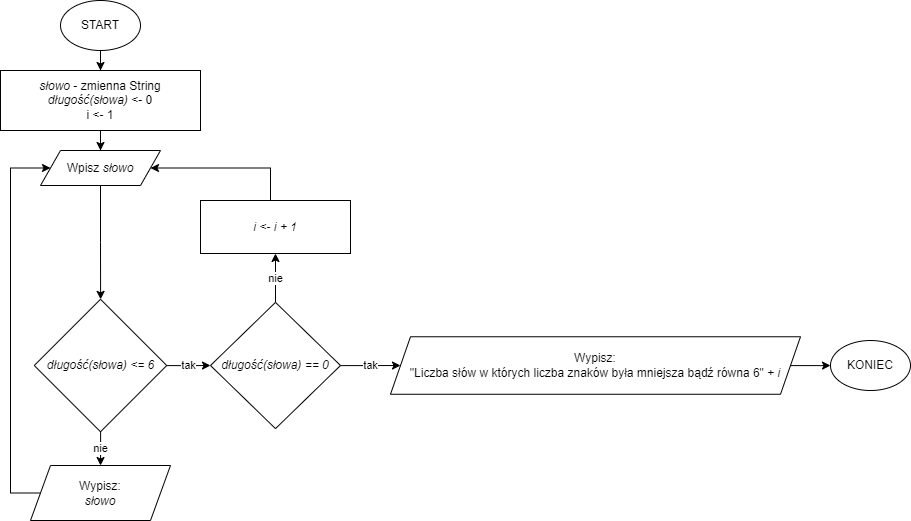 START
słowo - zmienna String
długość(słowa) <- 0
i <- 1
Wpisz słowo
i <- i + 1
nie
długość(słowa) <= 6
tak
długość(słowa) == 0
tak
Wypisz:
"Liczba słów w których liczba znaków była mniejsza bądź równa 6" + i
KONIEC
nie
Wypisz:
słowo